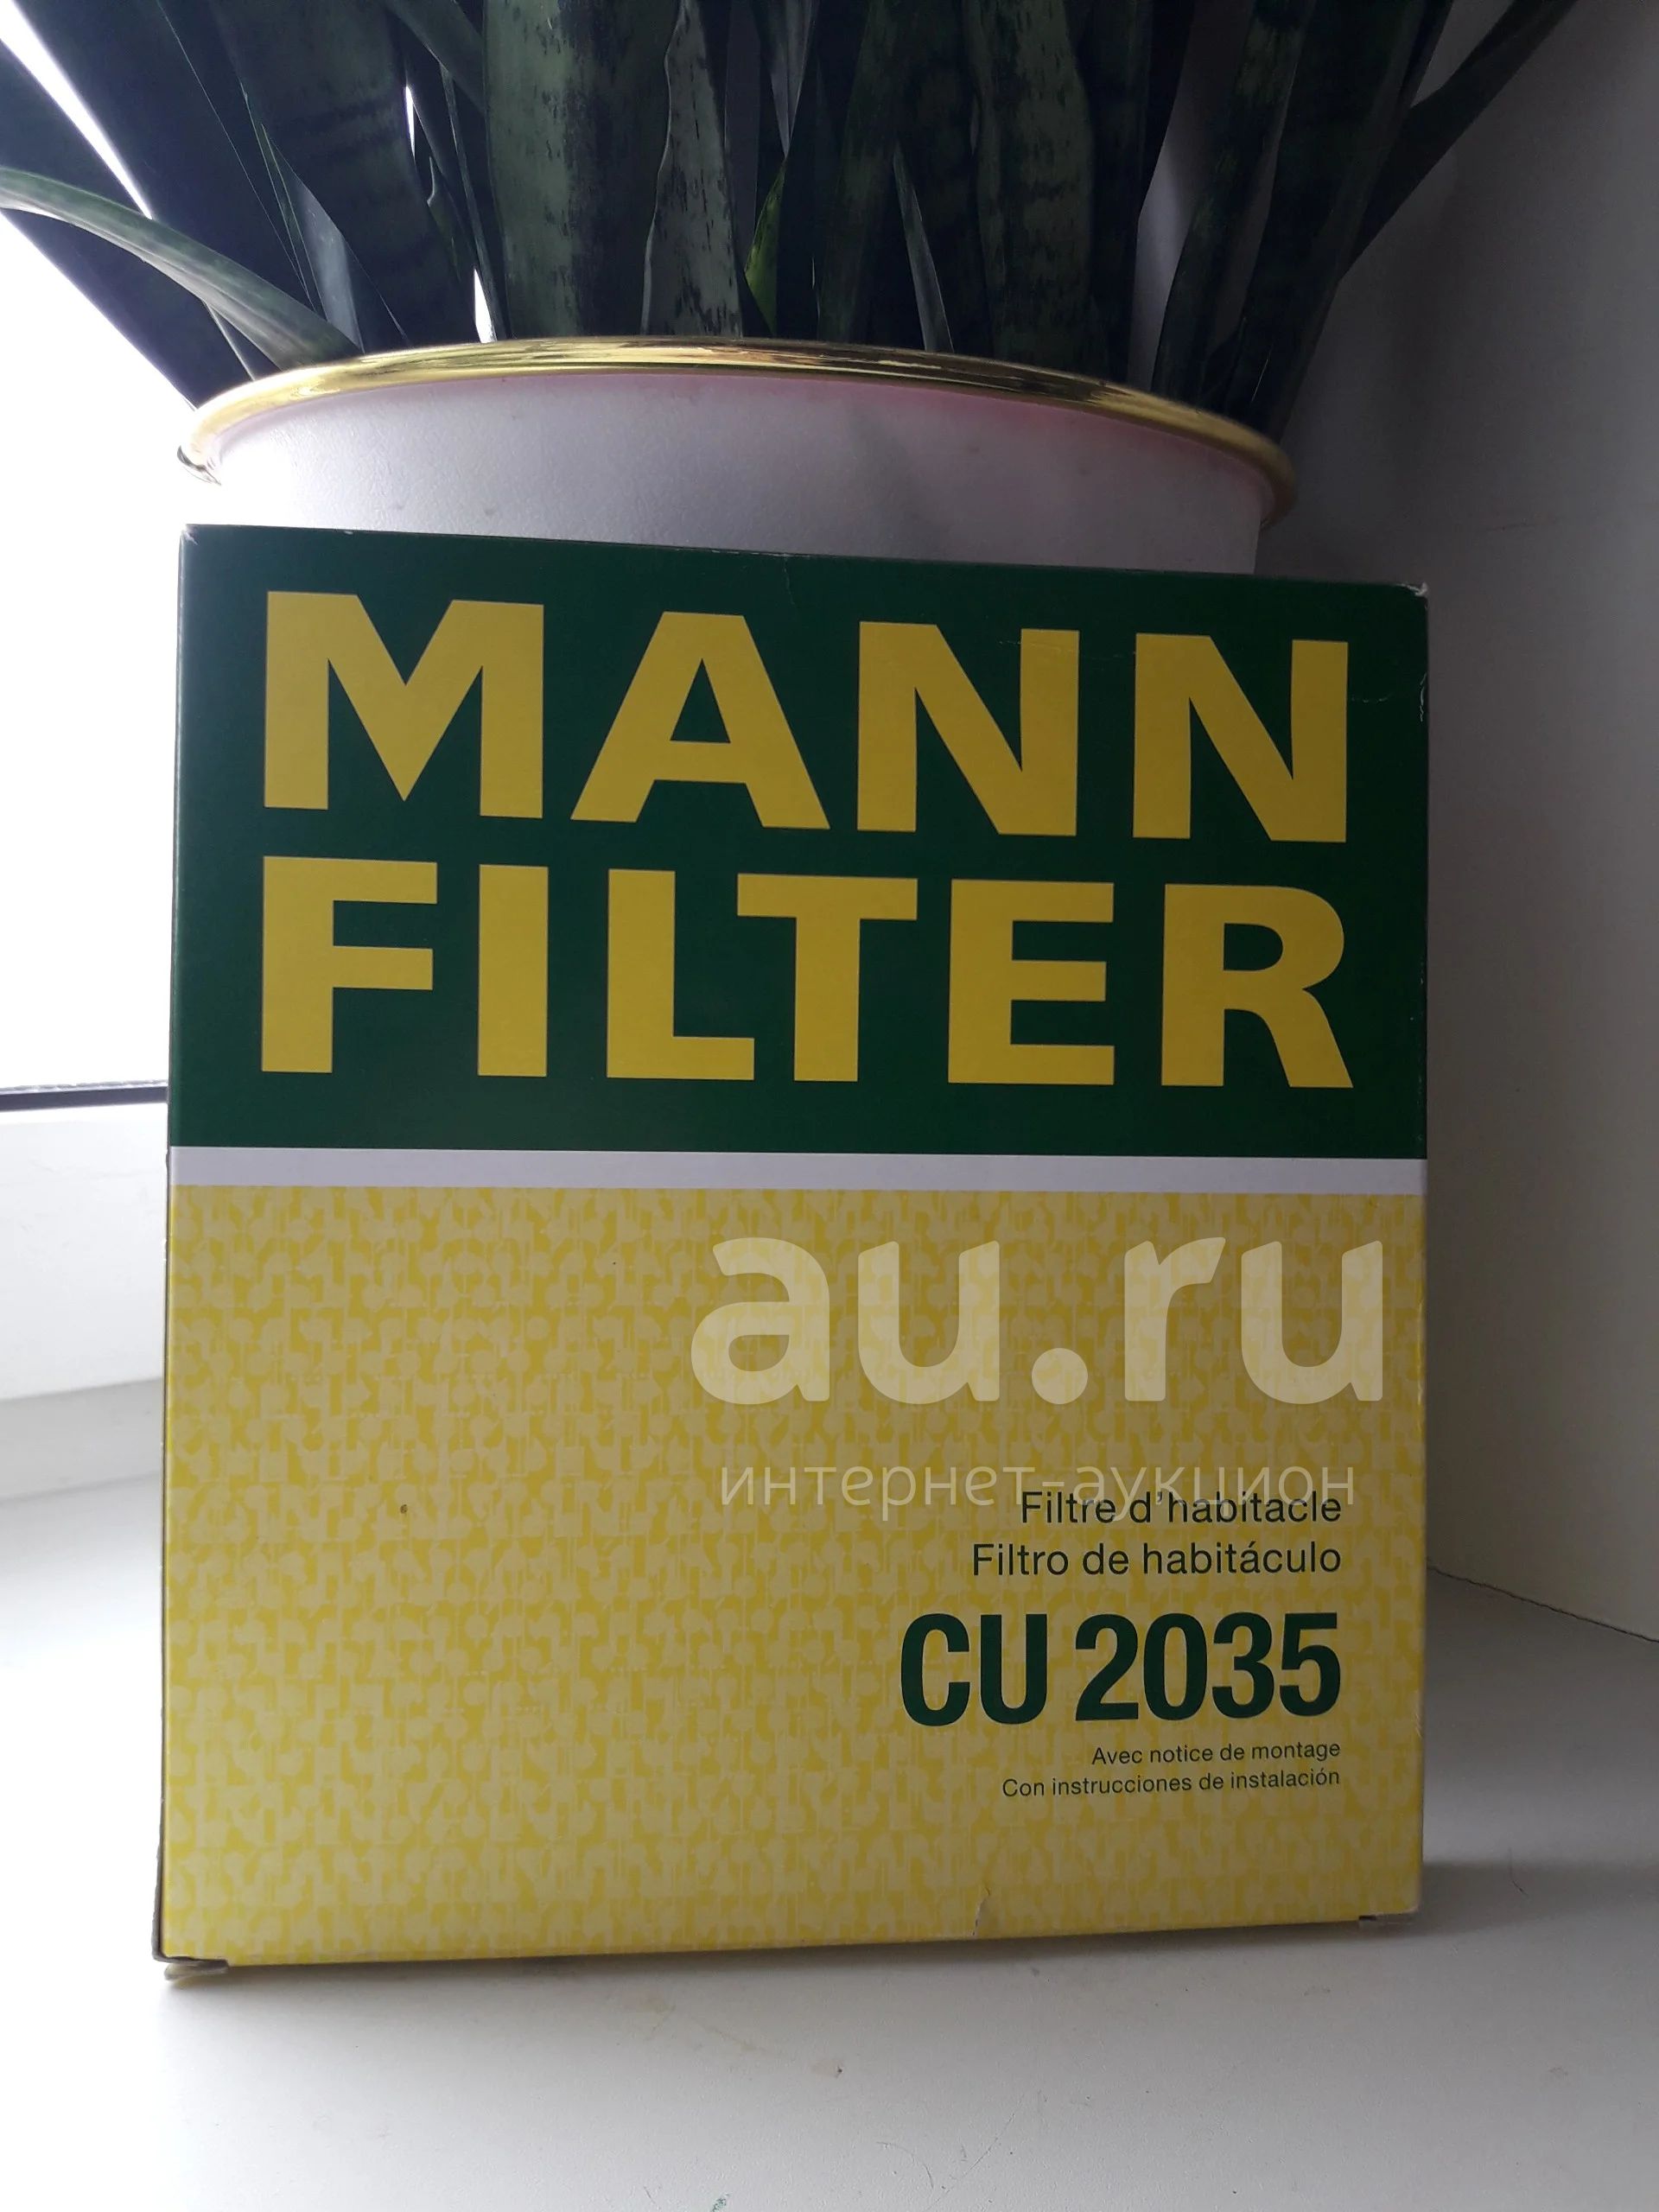 MANN
FILTER
au.ru
интернет-аукцион
Filtre d'habitacle
Filtro de habitáculo
CU 2035
Avec notice de montage
Con instrucciones de instalación